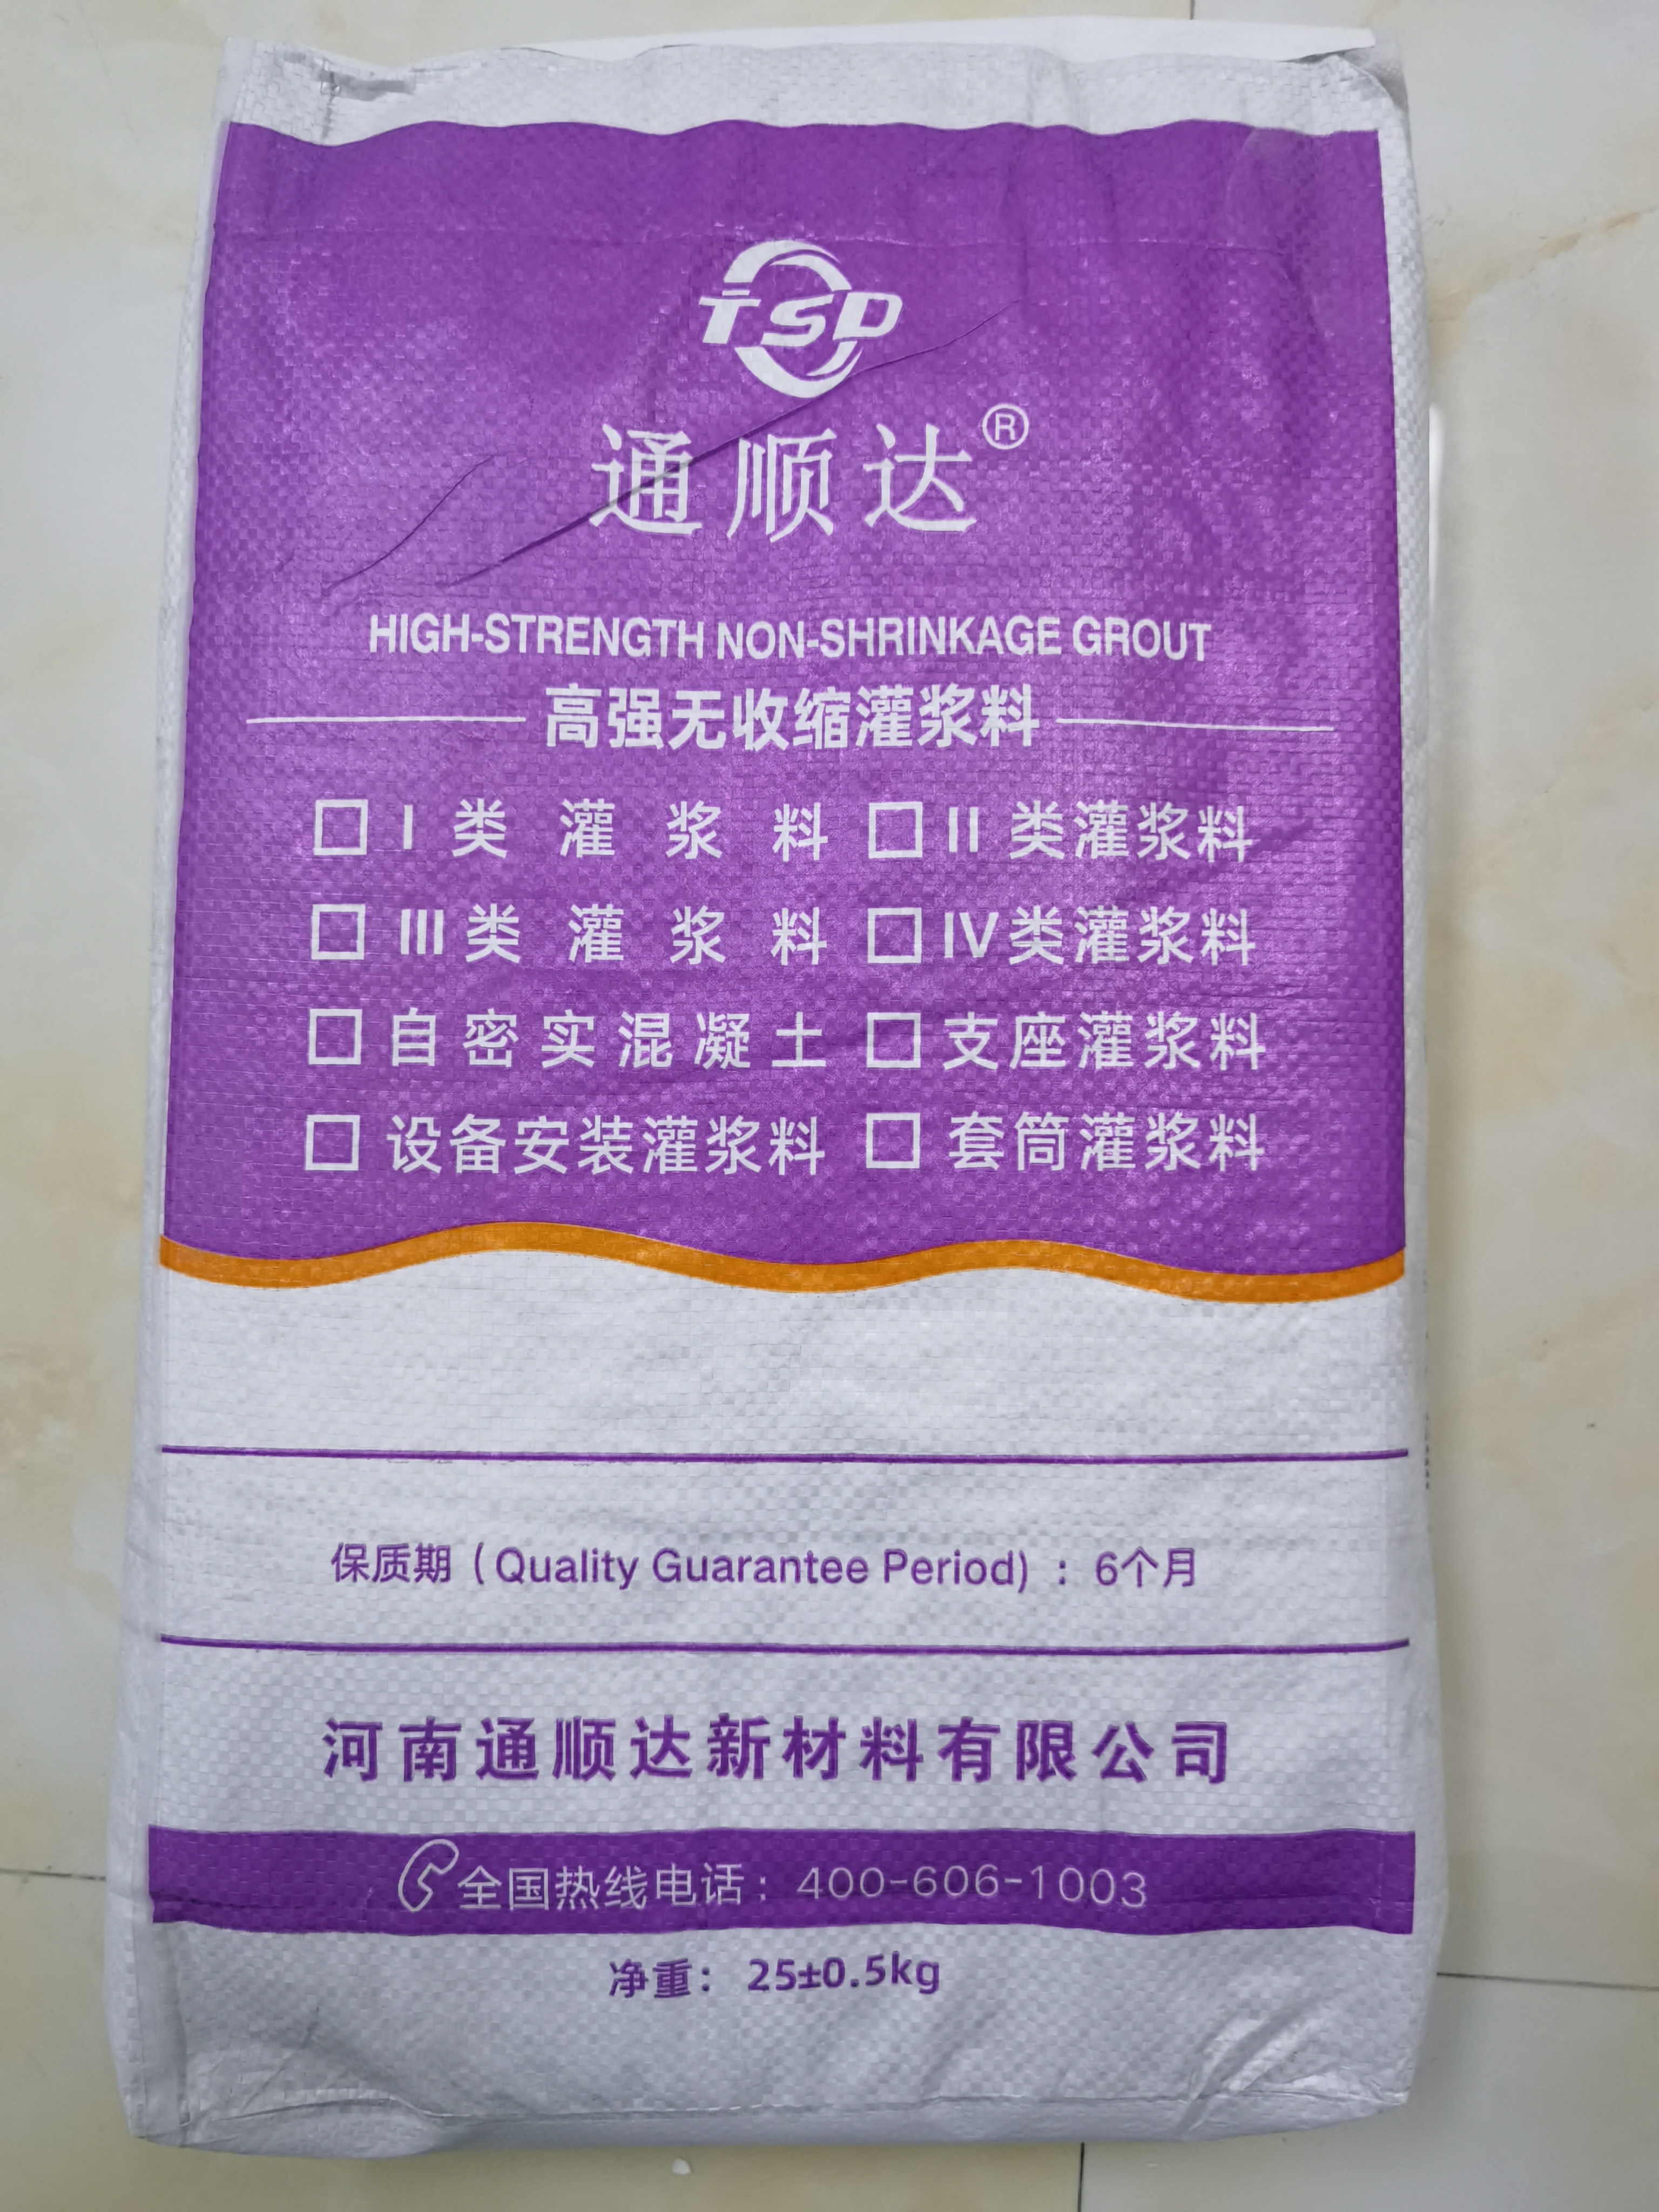 TSD
通顺达®
HIGH-STRENGTH NON-SHRINKAGE GROUT
高强无收缩灌浆料
□ I 类灌浆料 □ II 类灌浆料
□ III 类灌浆料 □ IV类灌浆料
□ 自密实混凝土 □ 支座灌浆料
□ 设备安装灌浆料 □ 套筒灌浆料
保质期（Quality Guarantee Period）：6个月
河南通顺达新材料有限公司
全国热线电话：400-606-1003
净重： 25±0.5kg